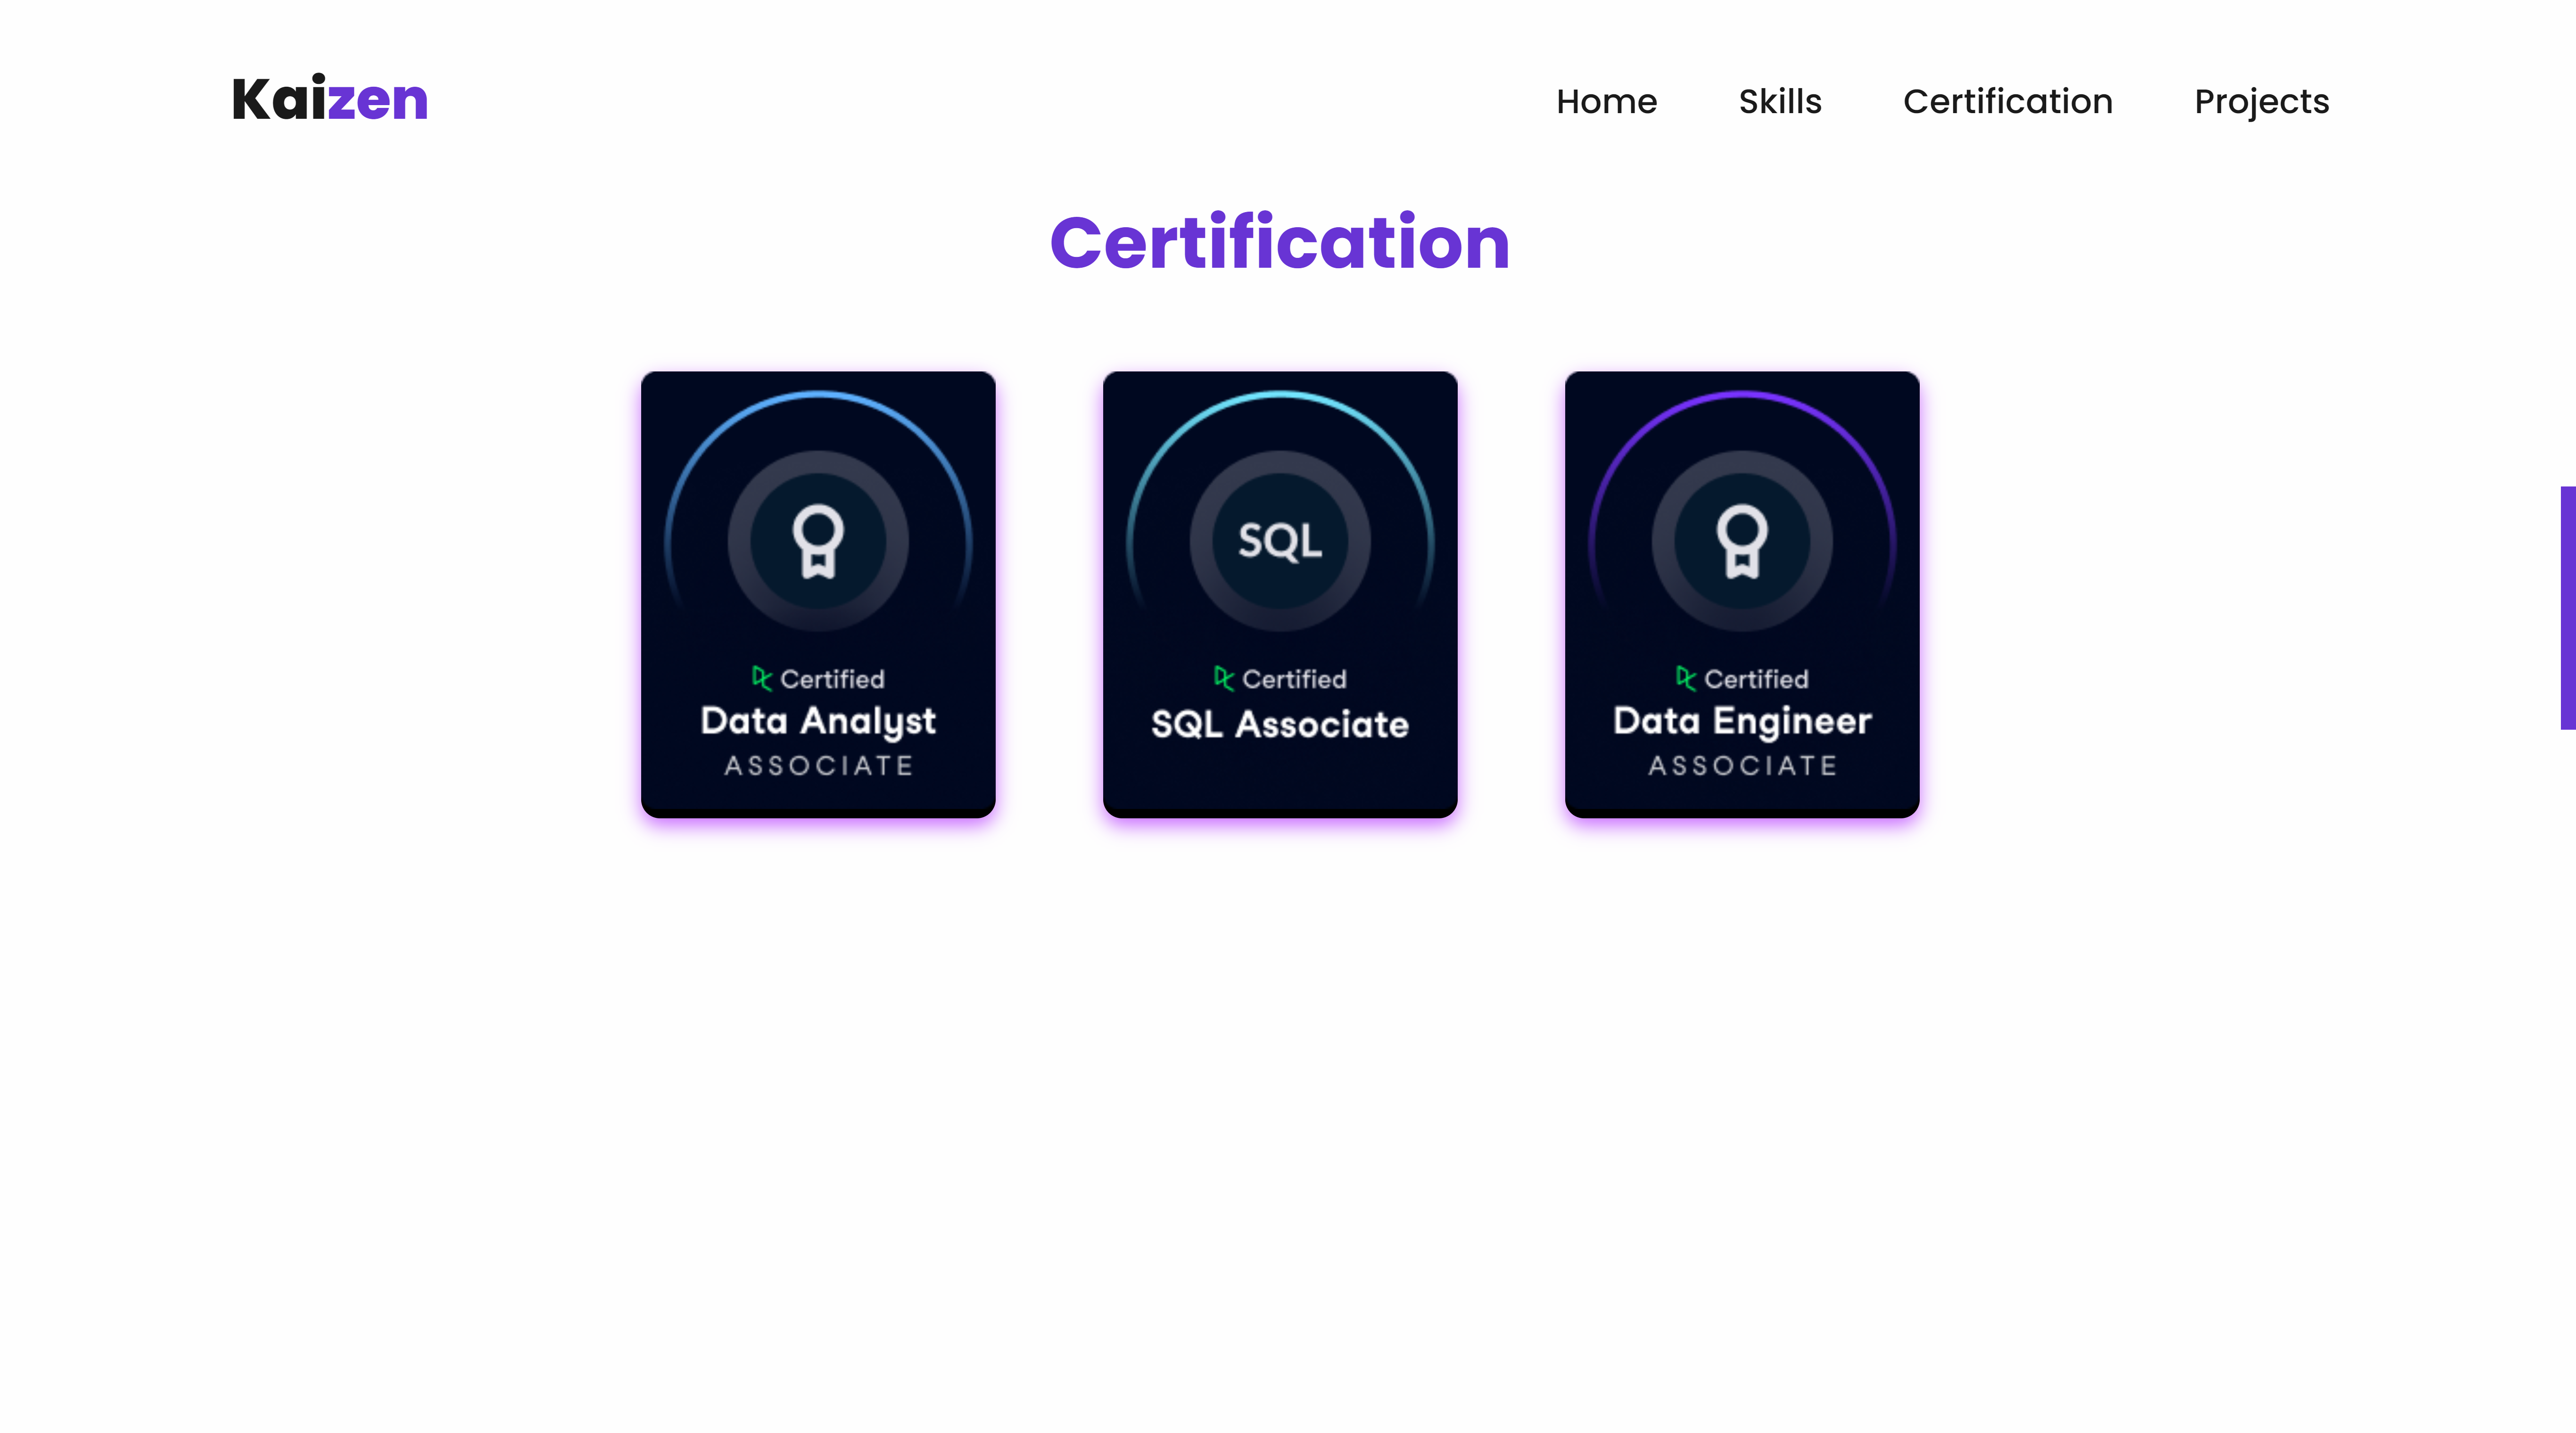 Kaizen
Home Skills Certification Projects
Certification
SQL
Certified
Data Analyst
ASSOCIATE
Certified
SQL Associate
Certified
Data Engineer
ASSOCIATE